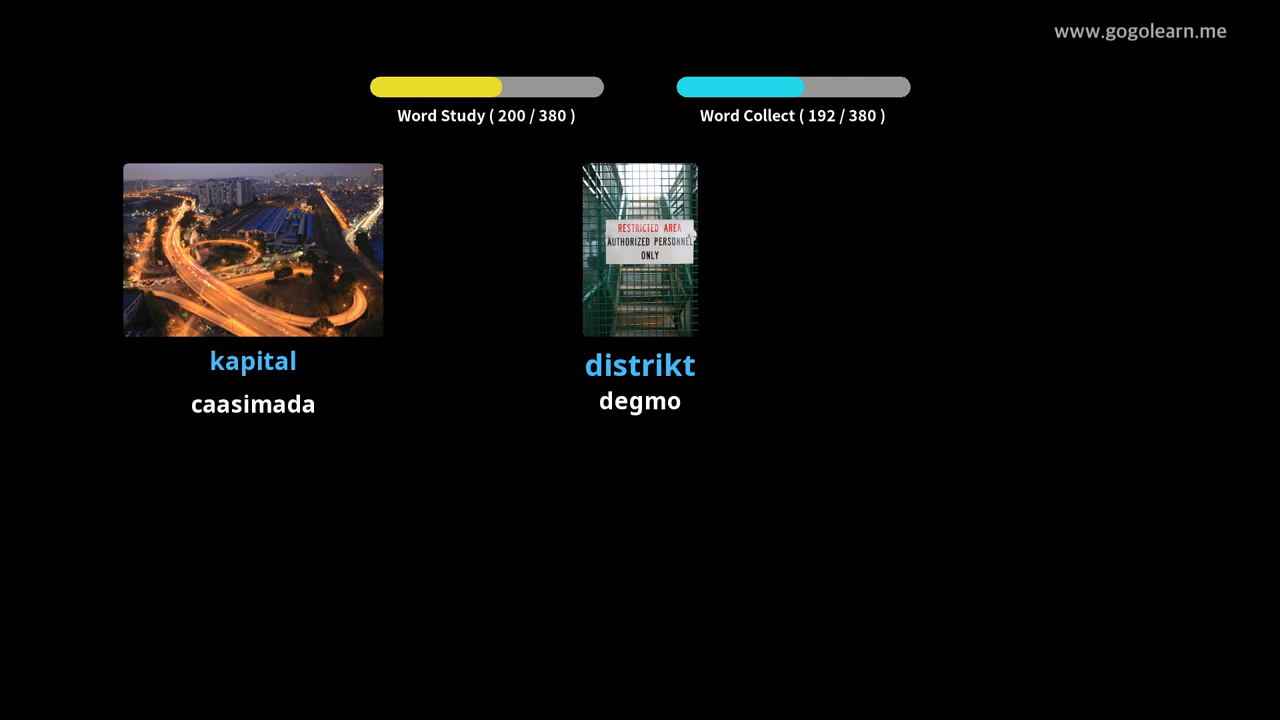 www.gogolearn.me
Word Study ( 200 / 380 )
Word Collect ( 192 / 380 )
RESTRICTED AREA
AUTHORIZED PERSONNEL
ONLY
kapital
caasimada
distrikt
degmo